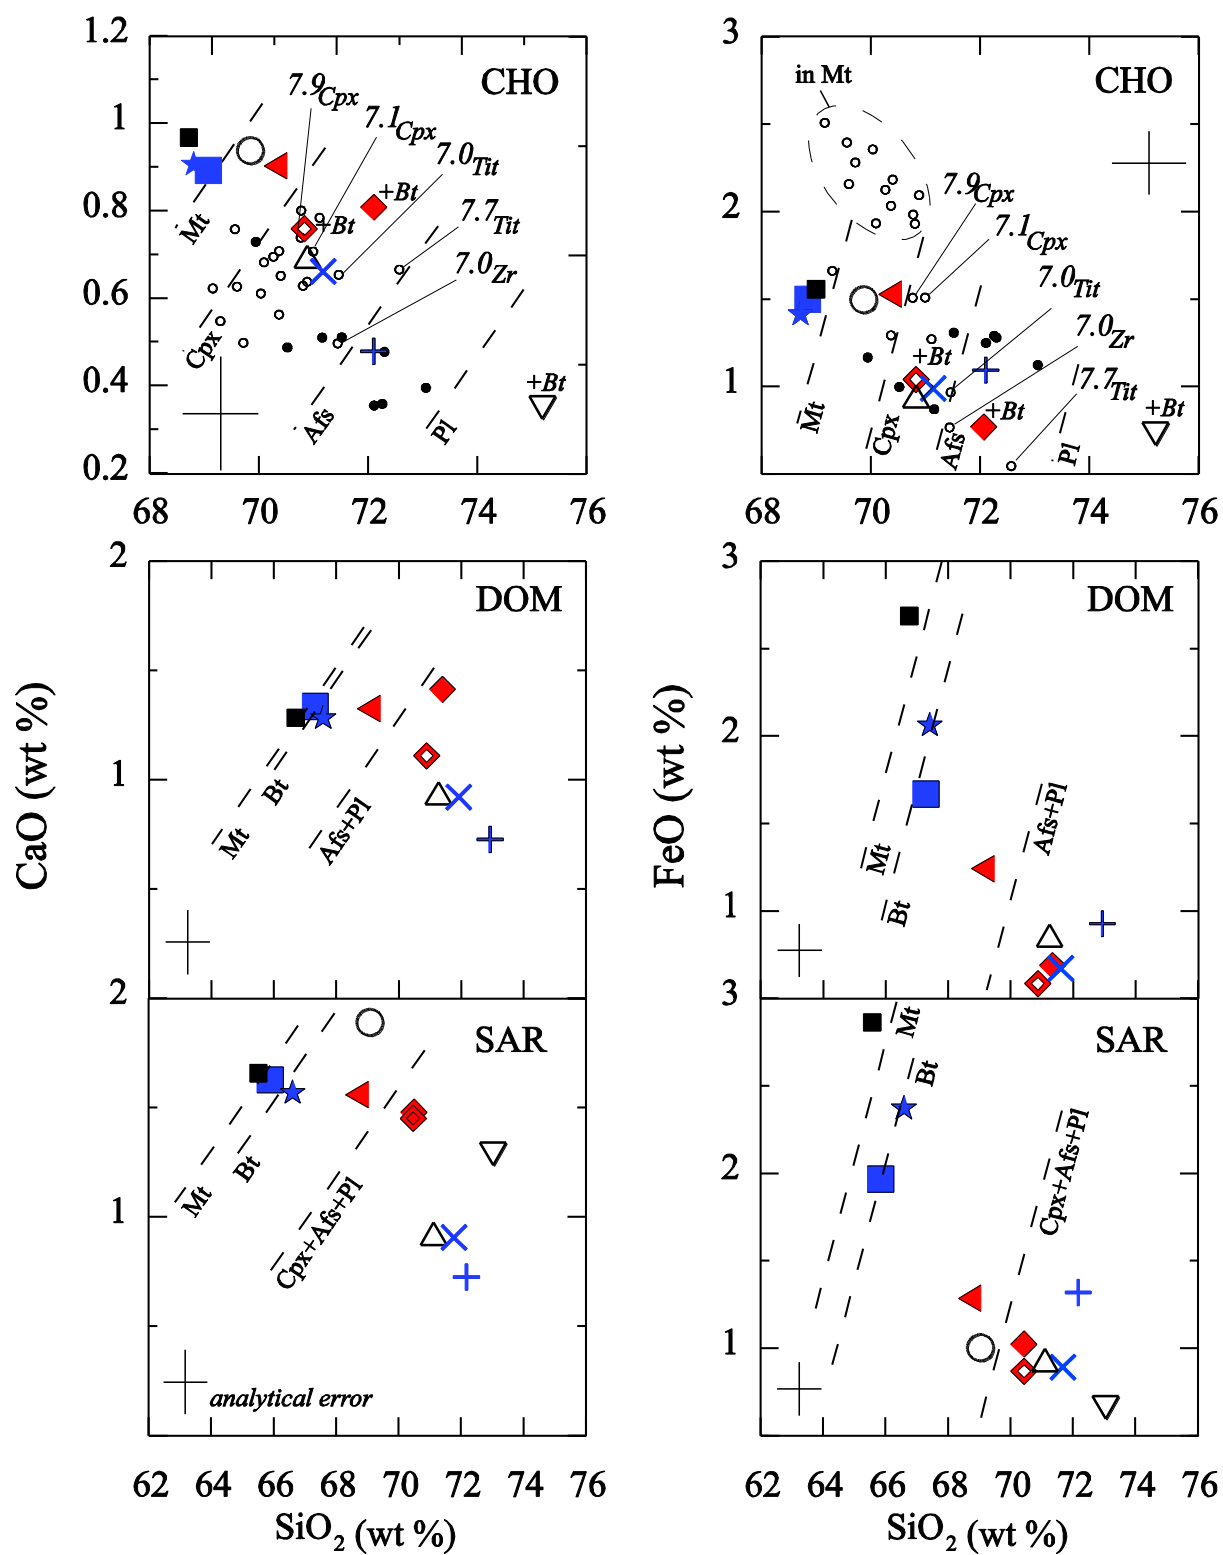 1.2
1
0.8
0.6
0.4
0.2
CHO
7.9Cpx
7.1Cpx
7.0Tit
7.7Tit
7.0Zr
+Bt
+Bt
+Bt
Mt
Cpx
Afs
Pl
68 70 72 74 76
3
2
1
CHO
in Mt
7.9Cpx
7.1Cpx
7.0Tit
7.0Zr
7.7Tit
+Bt
+Bt
+Bt
Mt
Cpx
Afs
Pl
68 70 72 74 76
CaO (wt %)
2
1
DOM
Mt
Bt
Afs+Pl
FeO (wt %)
3
2
1
DOM
Mt
Bt
Afs+Pl
2
1
SAR
Mt
Bt
Cpx+Afs+Pl
analytical error
62 64 66 68 70 72 76
SiO2 (wt %)
3
2
1
SAR
Mt
Bt
Cpx+Afs+Pl
62 64 66 68 70 72 76
SiO2 (wt %)